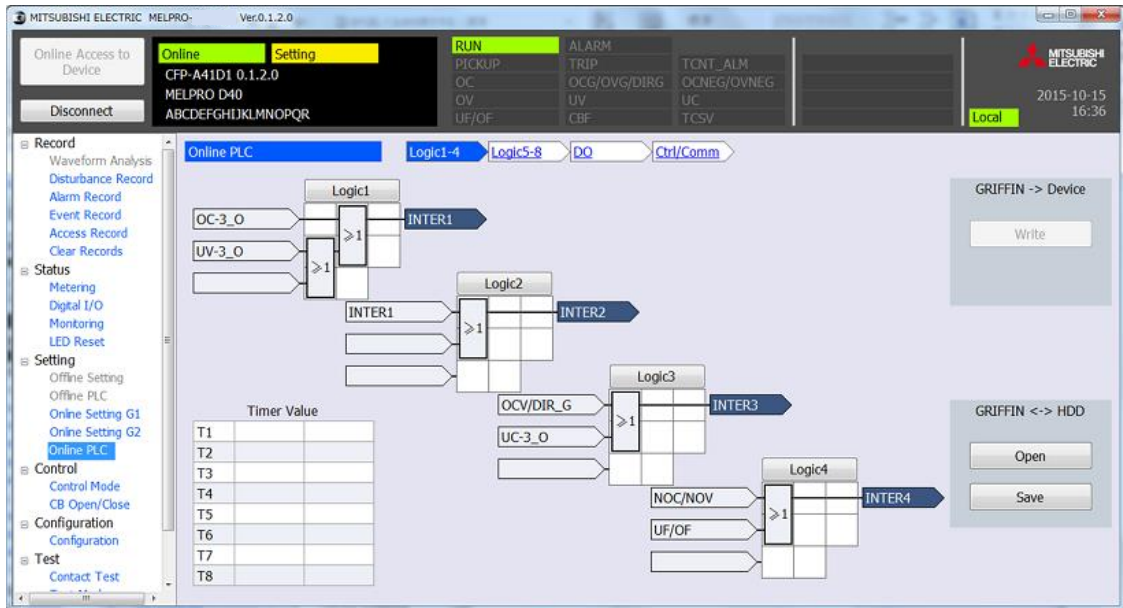 MITSUBISHI ELECTRIC MELPRO- Ver.0.1.2.0
Online Access to
Device
Disconnect
Online Setting
CFP-A41D1 0.1.2.0
MELPRO D40
ABCDEFGHIJKLMNOPQR
RUN ALARM
PICKUP TRIP TCNT_ALM
OC OCG/OVG/DIRG OCNEG/OVNEG
OV UV UC
UF/OF CBF TCSV
MITSUBISHI
ELECTRIC
2015-10-15
16:36
Local
Record
Waveform Analysis
Disturbance Record
Alarm Record
Event Record
Access Record
Clear Records
Status
Metering
Digital I/O
Monitoring
LED Reset
Setting
Offline Setting
Offline PLC
Online Setting G1
Online Setting G2
Online PLC
Control
Control Mode
CB Open/Close
Configuration
Configuration
Test
Contact Test
Online PLC
Logic1-4 Logic5-8 DO Ctrl/Comm
Logic1
OC-3_O
UV-3_O
≥1
≥1
INTER1
Logic2
INTER1
≥1
INTER2
Logic3
OCV/DIR_G
UC-3_O
≥1
INTER3
Logic4
NOC/NOV
UF/OF
≥1
INTER4
Timer Value
T1
T2
T3
T4
T5
T6
T7
T8
GRIFFIN -> Device
Write
GRIFFIN <-> HDD
Open
Save